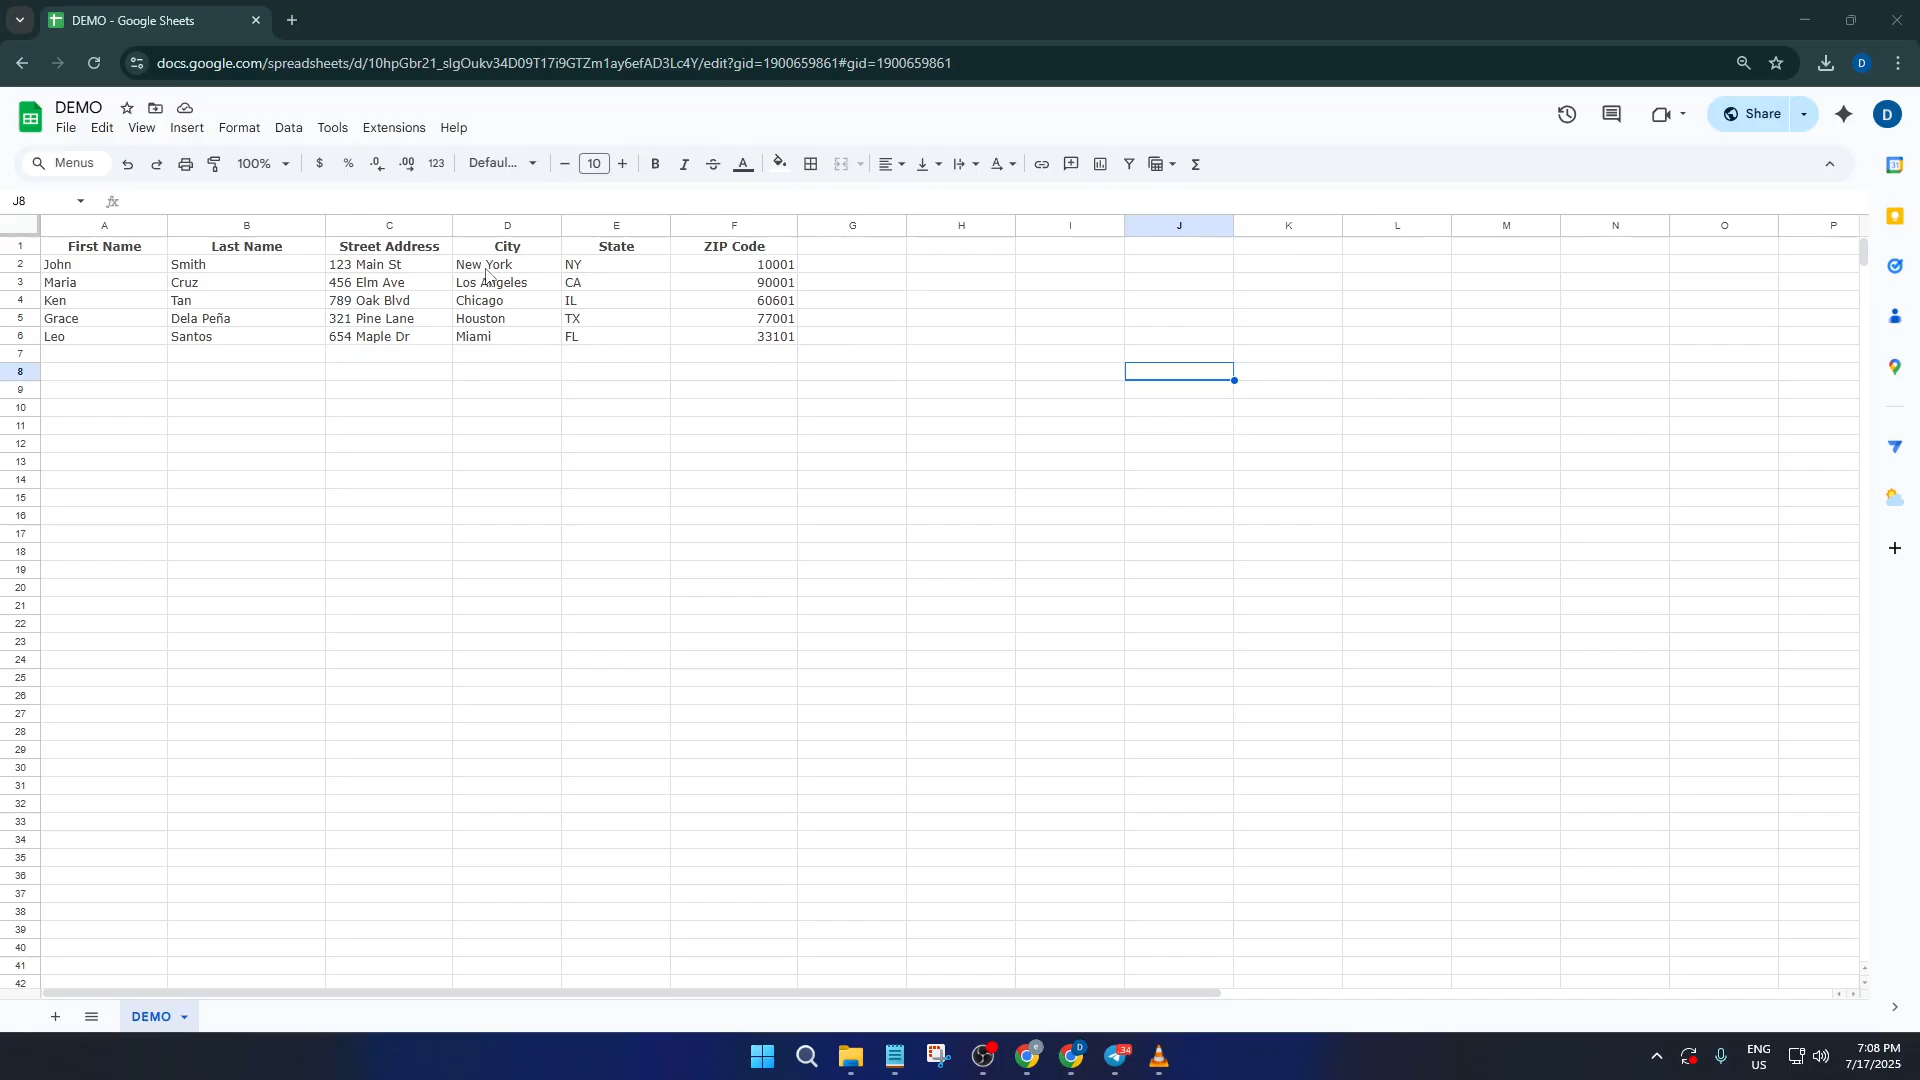 DEMO - Google Sheets
docs.google.com/spreadsheets/d/10hpGbr21_slgOukv34D09T17i9GTZm1ay6efAD3Lc4Y/edit?gid=1900659861#gid=1900659861
D
DEMO
Share
D
File Edit View Insert Format Data Tools Extensions Help
Menus 100% $ % .0 .00 123 Defaul... 10 B I S A A Σ
31
J8 fx
A B C D E F G H I J K L M N O P
1 First Name Last Name Street Address City State ZIP Code
2 John Smith 123 Main St New York NY 10001
3 Maria Cruz 456 Elm Ave Los Angeles CA 90001
4 Ken Tan 789 Oak Blvd Chicago IL 60601
5 Grace Dela Peña 321 Pine Lane Houston TX 77001
6 Leo Santos 654 Maple Dr Miami FL 33101
7
8
9
10
11
12
13
14
15
16
17
18
19
20
21
22
23
24
25
26
27
28
29
30
31
32
33
34
35
36
37
38
39
40
41
42
DEMO
e D 34
ENG
US
7:08 PM
7/17/2025